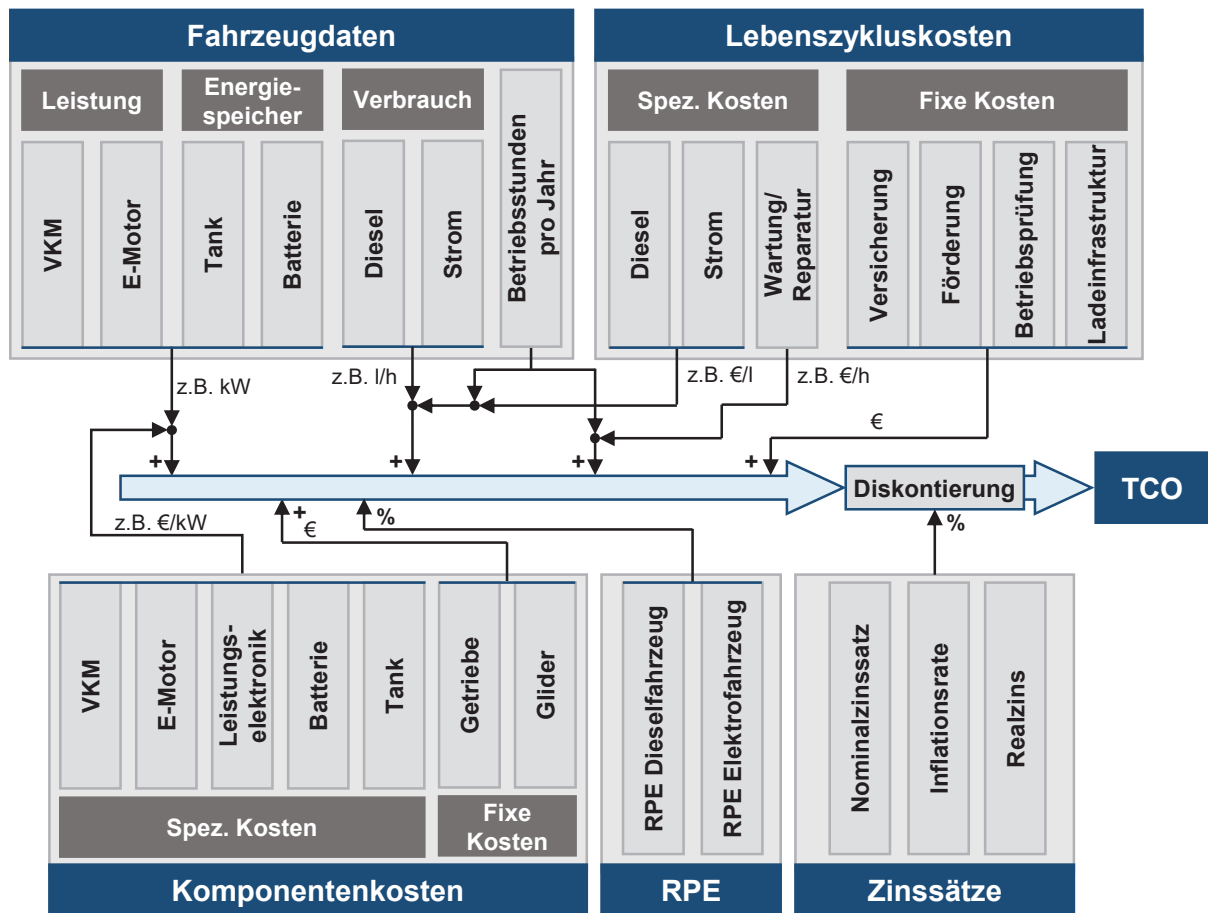 Fahrzeugdaten
Leistung
Energie-
speicher
Verbrauch
VKM
E-Motor
Tank
Batterie
Diesel
Strom
Betriebsstunden
pro Jahr
Lebenszykluskosten
Spez. Kosten
Fixe Kosten
Diesel
Strom
Wartung/
Reparatur
Versicherung
Förderung
Betriebsprüfung
Ladeinfrastruktur
z.B. kW
z.B. l/h
z.B. €/l
z.B. €/h
€
+
+
+
+
Diskontierung
TCO
z.B. €/kW
+
€
%
%
VKM
E-Motor
Leistungs-
elektronik
Batterie
Tank
Getriebe
Glider
Spez. Kosten
Fixe
Kosten
Komponentenkosten
RPE Dieselfahrzeug
RPE Elektrofahrzeug
RPE
Nominalzinssatz
Inflationsrate
Realzins
Zinssätze